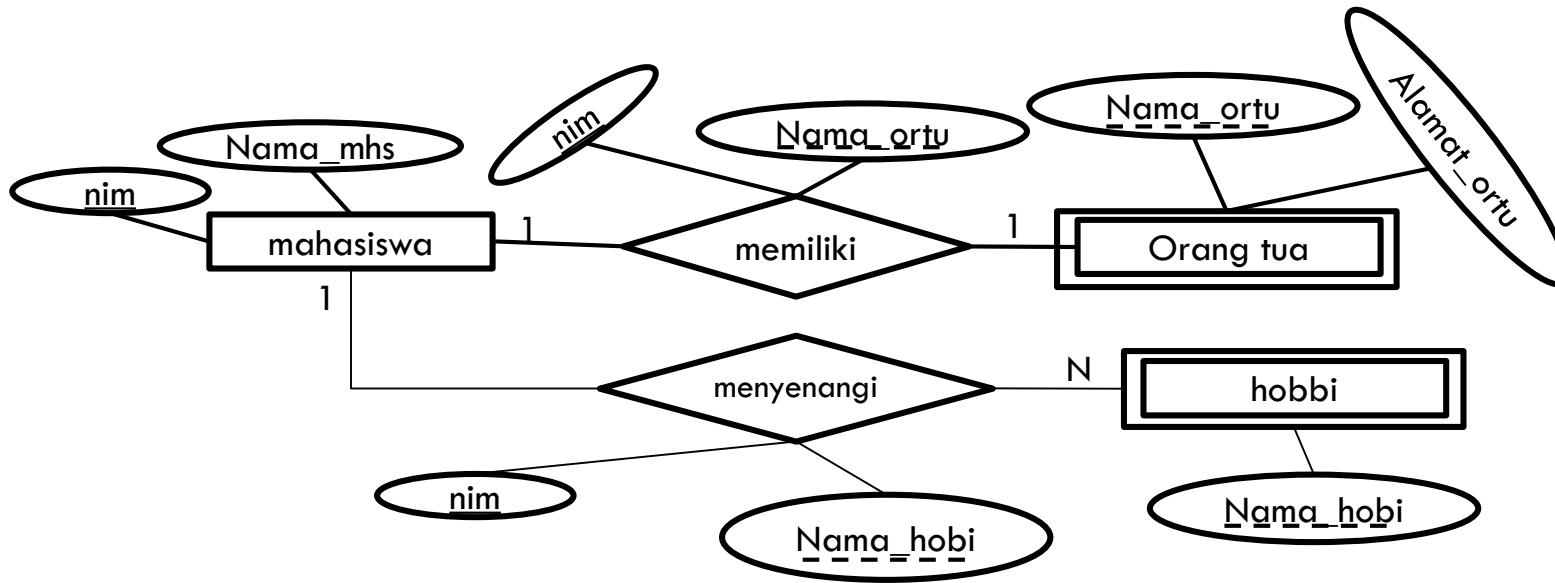 nim
Nama_mhs
nim
Nama_ortu
Nama_ortu
Alamat_ortu
mahasiswa
1
memiliki
1
Orang tua
1
menyenangi
N
hobbi
nim
Nama_hobi
Nama_hobi